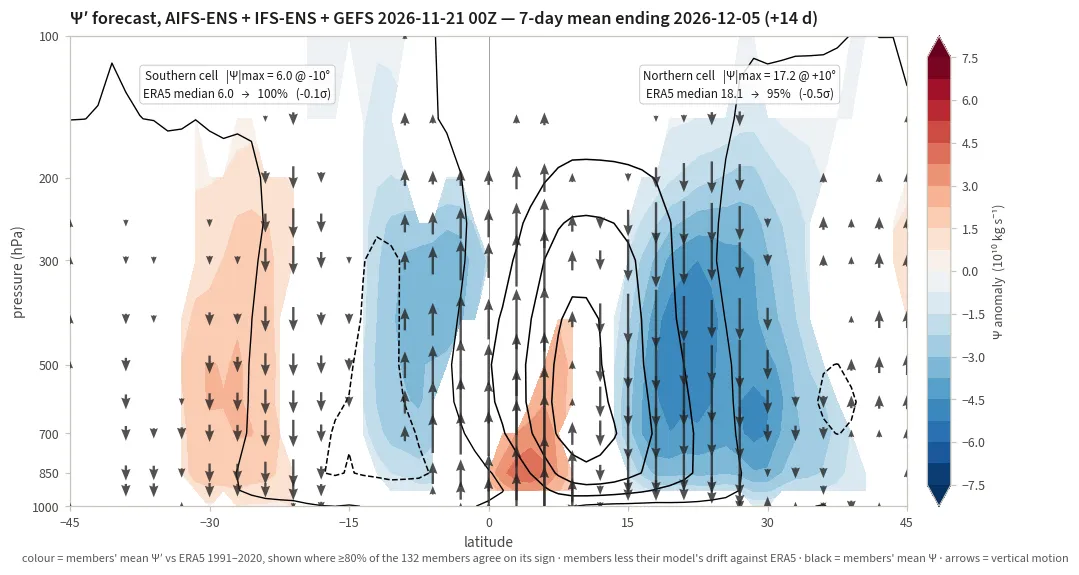 Ψ′ forecast, AIFS-ENS + IFS-ENS + GEFS 2026-11-21 00Z — 7-day mean ending 2026-12-05 (+14 d)
Southern cell |Ψ|max = 6.0 @ -10°
ERA5 median 6.0 → 100% (-0.1σ)
Northern cell |Ψ|max = 17.2 @ +10°
ERA5 median 18.1 → 95% (-0.5σ)
pressure (hPa)
100
200
300
400
500
700
850
1000
−45
−30
−15
0
15
30
45
latitude
7.5
6.0
4.5
3.0
1.5
0.0
−1.5
−3.0
−4.5
−6.0
−7.5
Ψ anomaly (10¹⁰ kg s⁻¹)
colour = members' mean Ψ′ vs ERA5 1991–2020, shown where ≥80% of the 132 members agree on its sign · members less their model's drift against ERA5 · black = members' mean Ψ · arrows = vertical motion